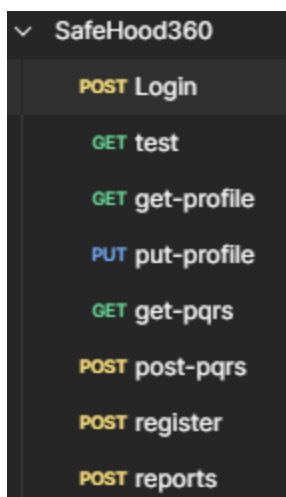 SafeHood360
POST Login
GET test
GET get-profile
PUT put-profile
GET get-pqrs
POST post-pqrs
POST register
POST reports